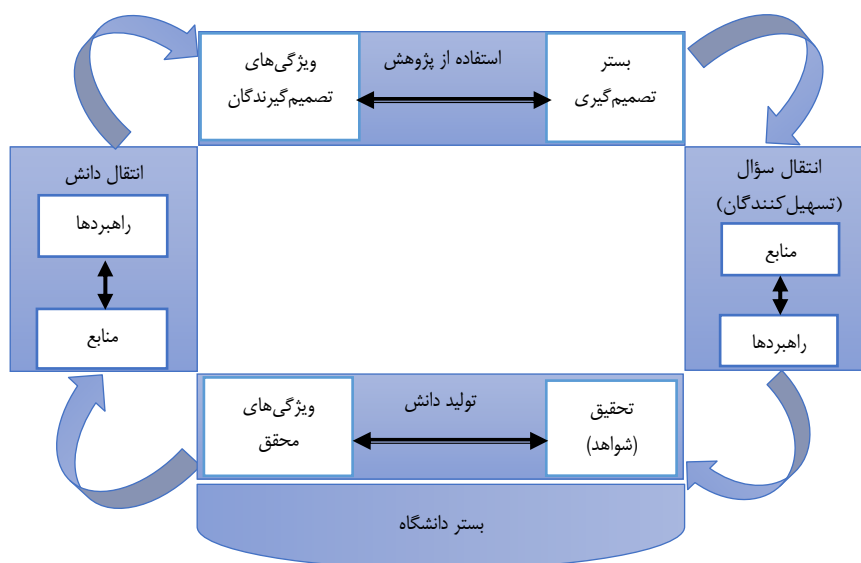 بستر
تصمیم‌گیری
استفاده از پژوهش
ویژگی‌های
تصمیم‌گیرندگان
انتقال سؤال
(تسهیل‌کنندگان)
منابع
راهبردها
انتقال دانش
راهبردها
منابع
تحقیق
(شواهد)
تولید دانش
ویژگی‌های
محقق
بستر دانشگاه